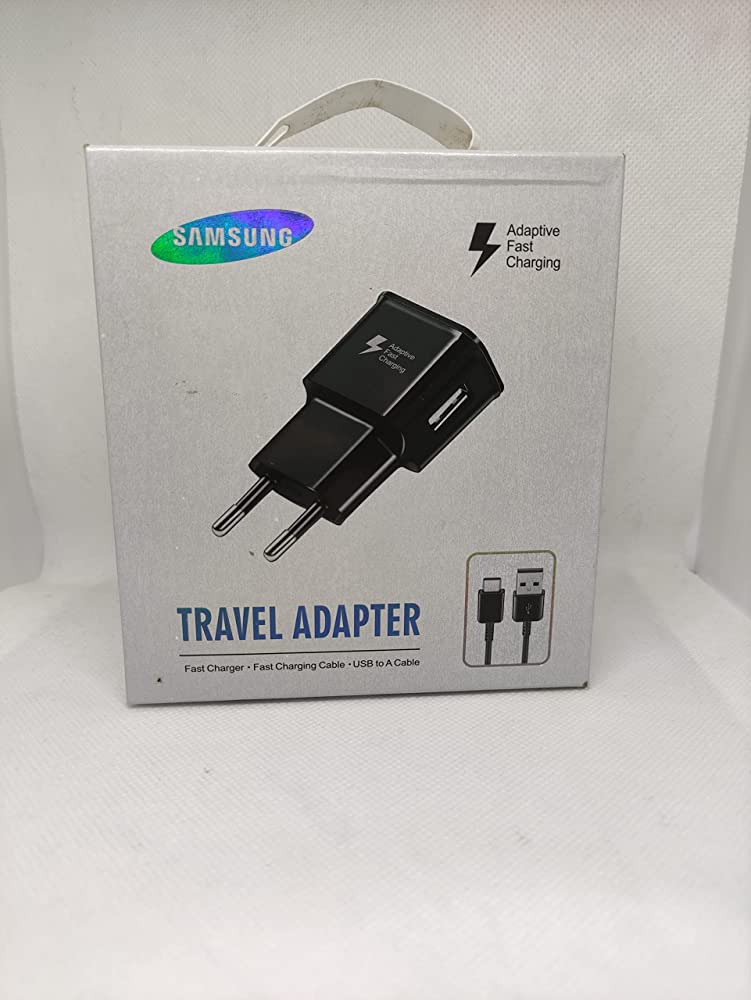 SAMSUNG
Adaptive
Fast
Charging
Adaptive
Fast
Charging
TRAVEL ADAPTER
Fast Charger • Fast Charging Cable • USB to A Cable